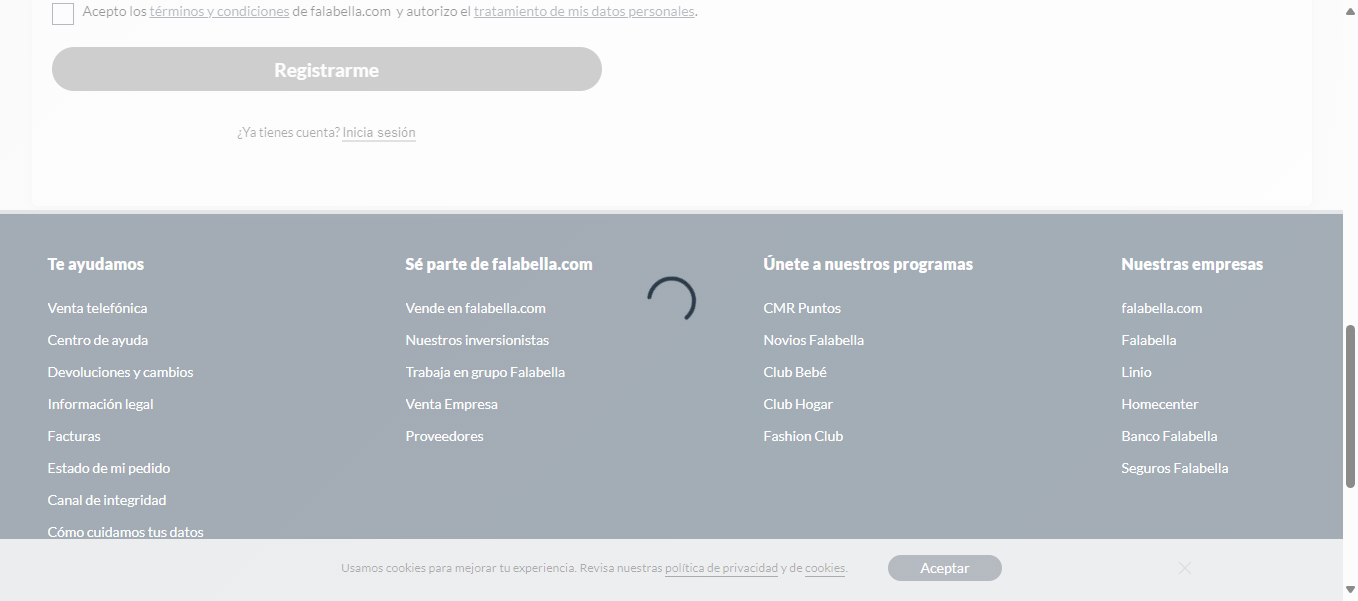 Acepto los términos y condiciones de falabella.com y autorizo el tratamiento de mis datos personales.
Registrarme
¿Ya tienes cuenta? Inicia sesión
Te ayudamos
Venta telefónica
Centro de ayuda
Devoluciones y cambios
Información legal
Facturas
Estado de mi pedido
Canal de integridad
Cómo cuidamos tus datos
Sé parte de falabella.com
Vende en falabella.com
Nuestros inversionistas
Trabaja en grupo Falabella
Venta Empresa
Proveedores
Únete a nuestros programas
CMR Puntos
Novios Falabella
Club Bebé
Club Hogar
Fashion Club
Nuestras empresas
falabella.com
Falabella
Linio
Homecenter
Banco Falabella
Seguros Falabella
Usamos cookies para mejorar tu experiencia. Revisa nuestras política de privacidad y de cookies.
Aceptar